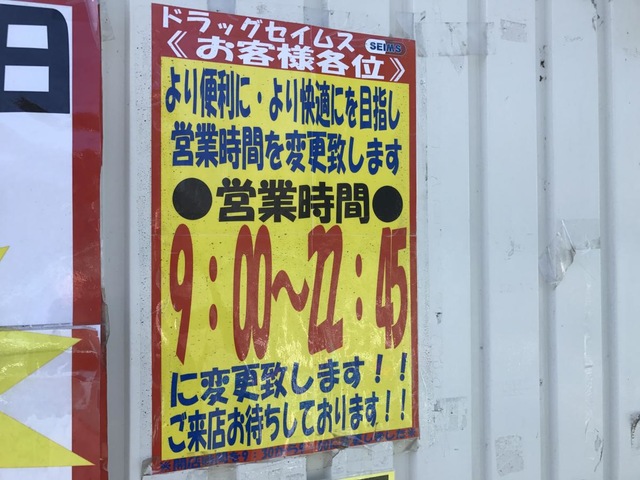 ドラッグセイムス SEIMS
《お客様各位》
より便利に・より快適にを目指し
営業時間を変更致します
●営業時間●
9:00〜22:45
に変更致します!!
ご来店お待ちしております!!
日